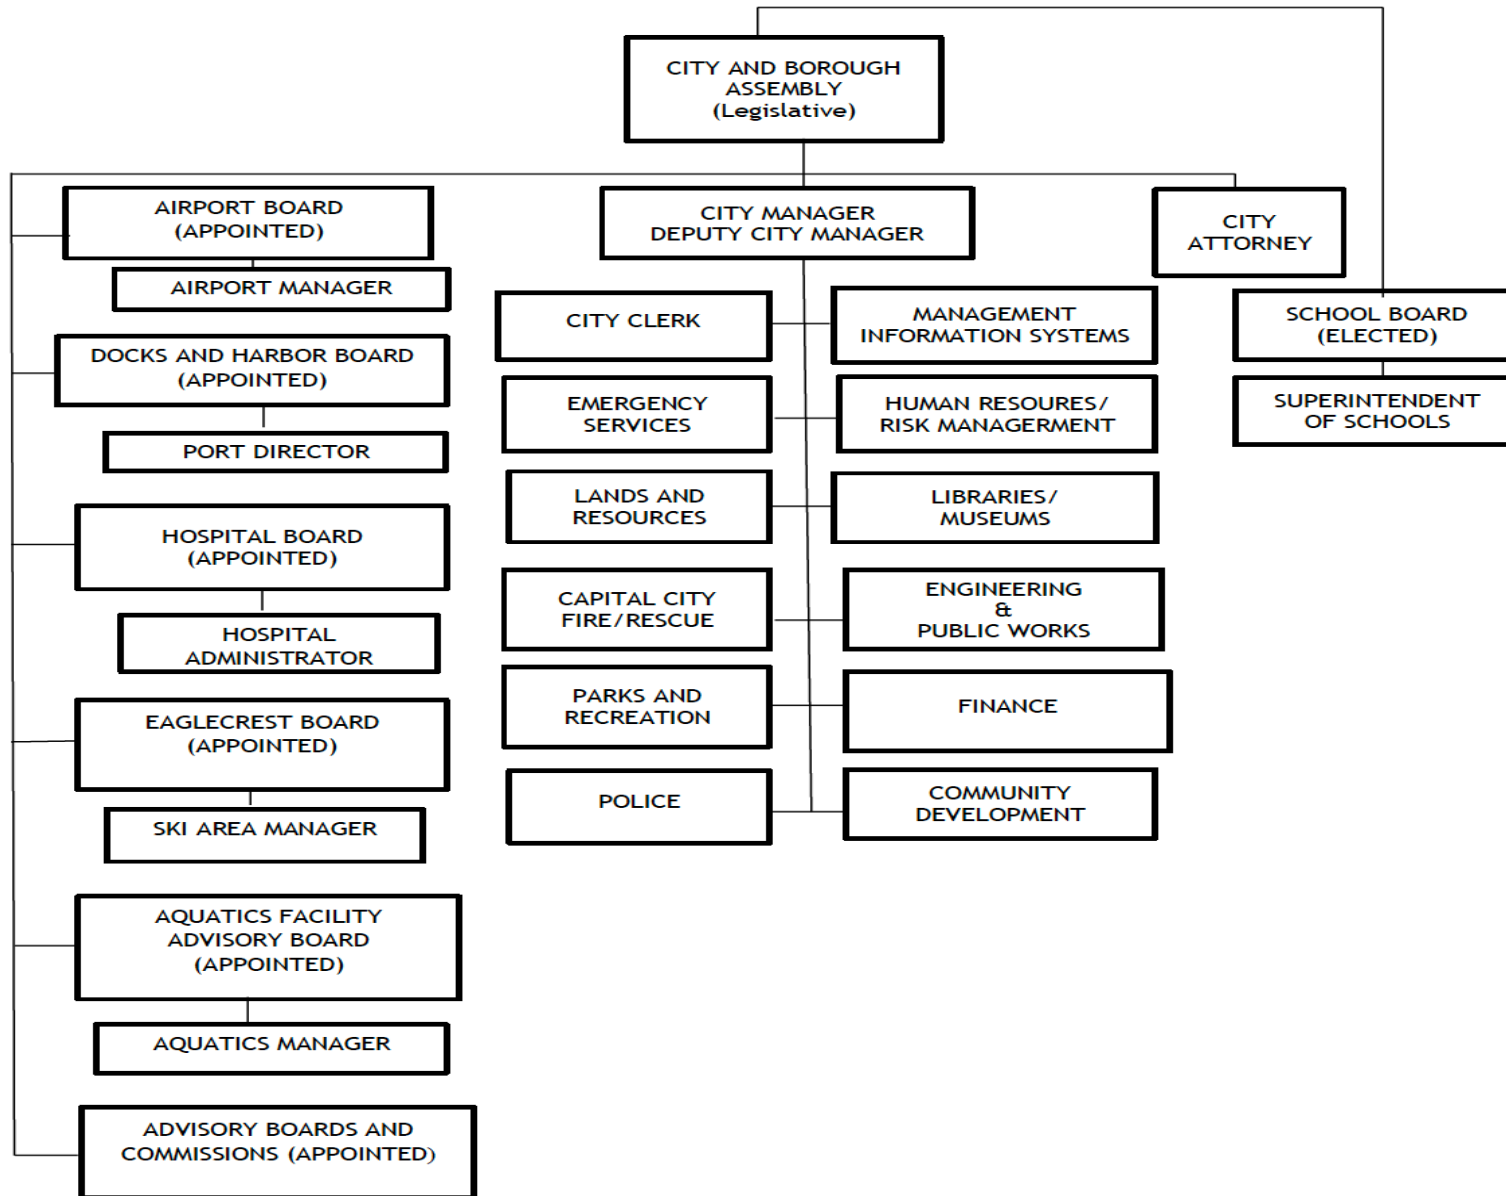 CITY AND BOROUGH
ASSEMBLY
(Legislative)
AIRPORT BOARD
(APPOINTED)
AIRPORT MANAGER
DOCKS AND HARBOR BOARD
(APPOINTED)
PORT DIRECTOR
HOSPITAL BOARD
(APPOINTED)
HOSPITAL
ADMINISTRATOR
EAGLECREST BOARD
(APPOINTED)
SKI AREA MANAGER
AQUATICS FACILITY
ADVISORY BOARD
(APPOINTED)
AQUATICS MANAGER
ADVISORY BOARDS AND
COMMISSIONS (APPOINTED)
CITY MANAGER
DEPUTY CITY MANAGER
CITY CLERK
MANAGEMENT
INFORMATION SYSTEMS
EMERGENCY
SERVICES
HUMAN RESOURES/
RISK MANAGERMENT
LANDS AND
RESOURCES
LIBRARIES/
MUSEUMS
CAPITAL CITY
FIRE/RESCUE
ENGINEERING
&
PUBLIC WORKS
PARKS AND
RECREATION
FINANCE
POLICE
COMMUNITY
DEVELOPMENT
CITY
ATTORNEY
SCHOOL BOARD
(ELECTED)
SUPERINTENDENT
OF SCHOOLS